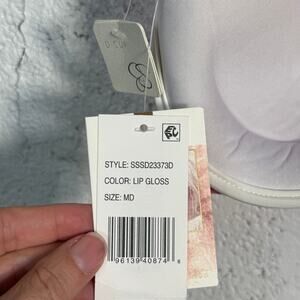 STYLE: SSSD23373D
COLOR: LIP GLOSS
SIZE: MD
96139 40874